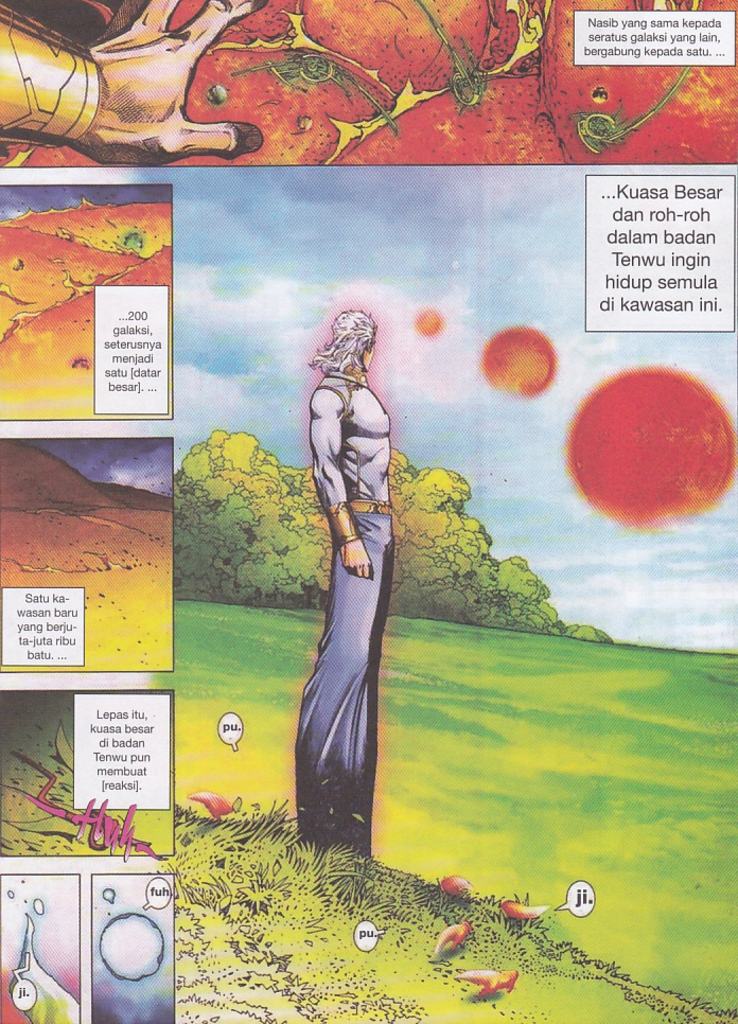 Nasib yang sama kepada
seratus galaksi yang lain,
bergabung kepada satu. ...
...200
galaksi,
seterusnya
menjadi
satu [datar
besar]. ...
Satu ka-
wasan baru
yang berju-
ta-juta ribu
batu. ...
Lepas itu,
kuasa besar
di badan
Tenwu pun
membuat
[reaksi].
Huh
ji.
fuh
...Kuasa Besar
dan roh-roh
dalam badan
Tenwu ingin
hidup semula
di kawasan ini.
pu.
pu.
ji.